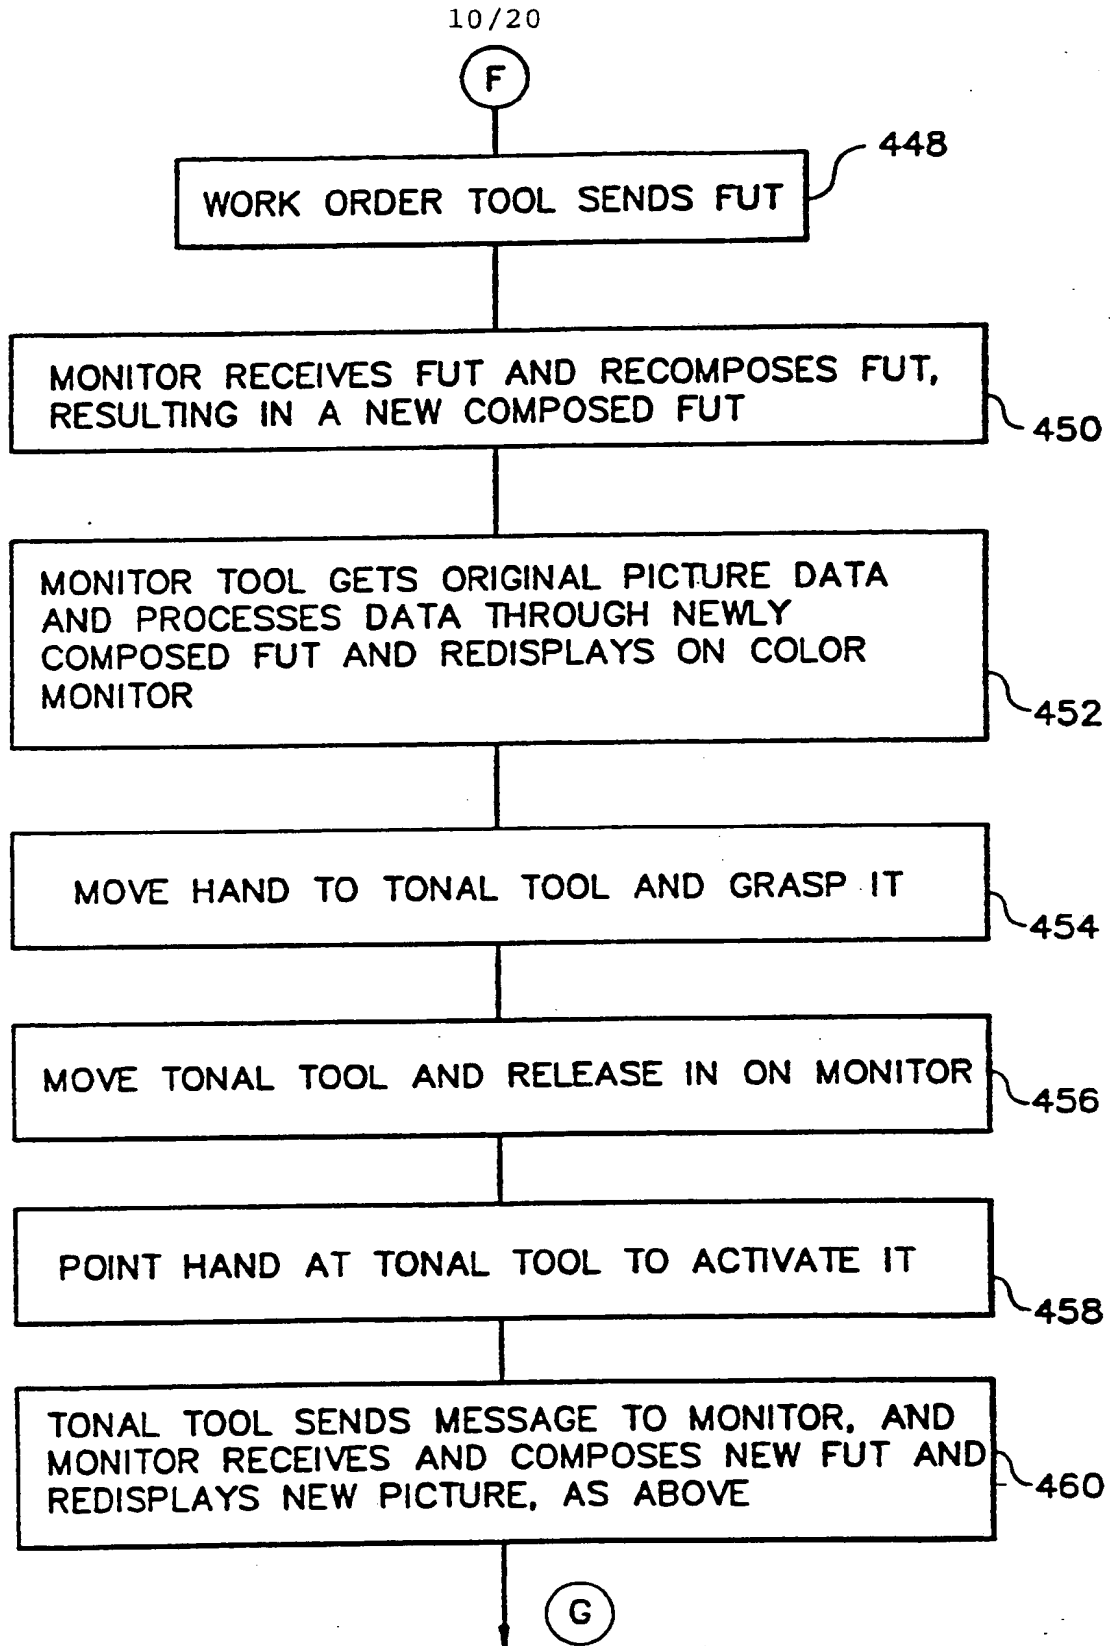 10/20
F
WORK ORDER TOOL SENDS FUT
448
MONITOR RECEIVES FUT AND RECOMPOSES FUT,
RESULTING IN A NEW COMPOSED FUT
450
MONITOR TOOL GETS ORIGINAL PICTURE DATA
AND PROCESSES DATA THROUGH NEWLY
COMPOSED FUT AND REDISPLAYS ON COLOR
MONITOR
452
MOVE HAND TO TONAL TOOL AND GRASP IT
454
MOVE TONAL TOOL AND RELEASE IN ON MONITOR
456
POINT HAND AT TONAL TOOL TO ACTIVATE IT
458
TONAL TOOL SENDS MESSAGE TO MONITOR, AND
MONITOR RECEIVES AND COMPOSES NEW FUT AND
REDISPLAYS NEW PICTURE, AS ABOVE
460
G